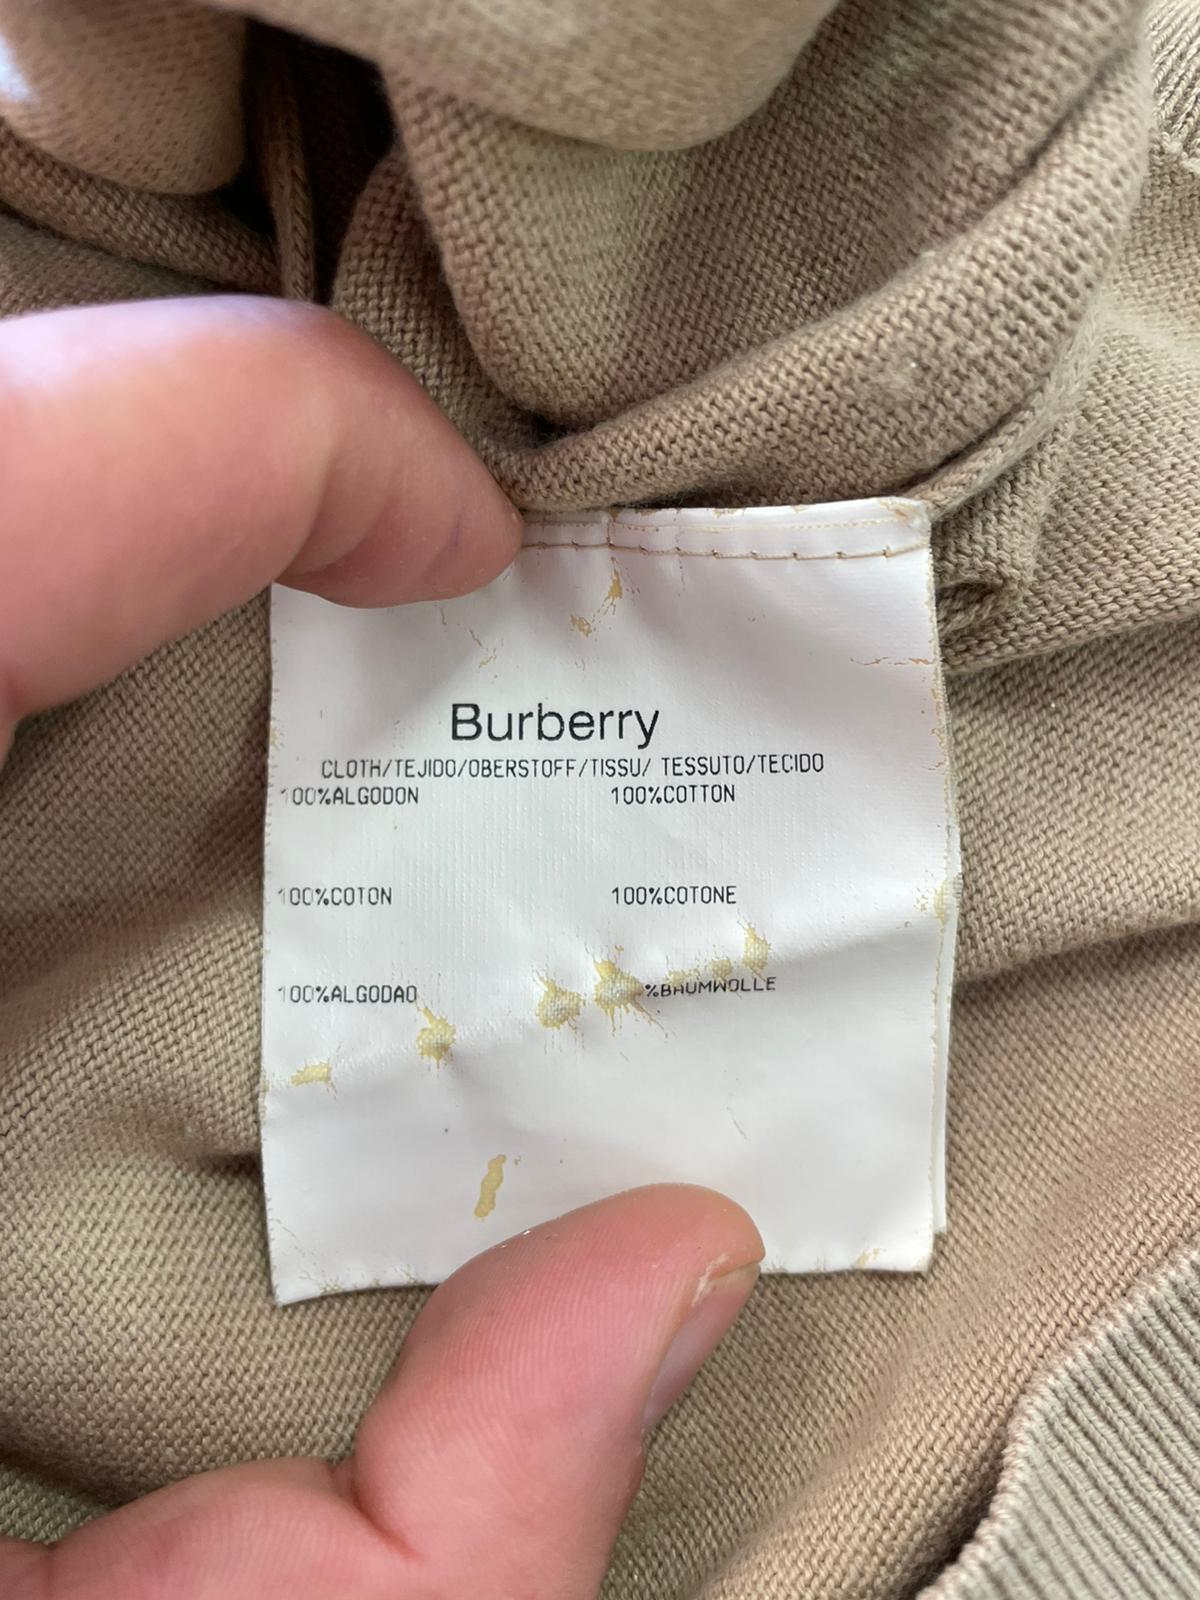 Burberry
CLOTH/TEJIDO/OBERSTOFF/TISSU/ TESSUTO/TECIDO
100%ALGODON 100%COTTON
100%COTON 100%COTONE
100%ALGODAO %BAUMWOLLE